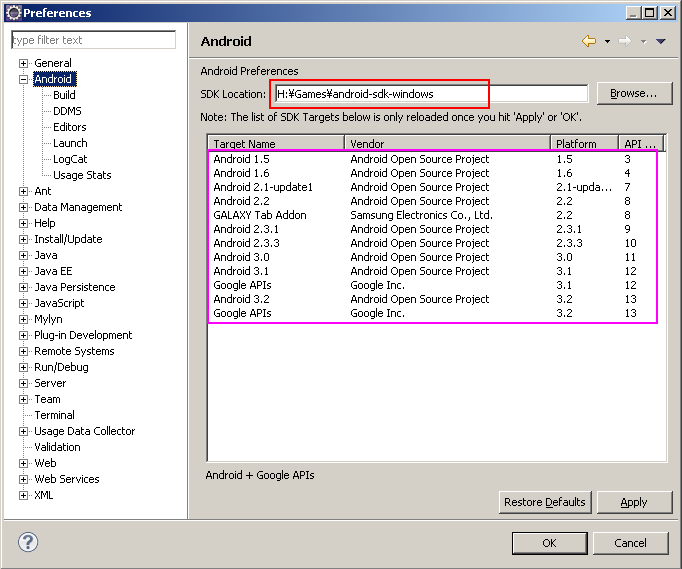 Preferences
type filter text
General
Android
Build
DDMS
Editors
Launch
LogCat
Usage Stats
Ant
Data Management
Help
Install/Update
Java
Java EE
Java Persistence
JavaScript
Mylyn
Plug-in Development
Remote Systems
Run/Debug
Server
Team
Terminal
Usage Data Collector
Validation
Web
Web Services
XML
Android
Android Preferences
SDK Location: H:¥Games¥android-sdk-windows Browse...
Note: The list of SDK Targets below is only reloaded once you hit 'Apply' or 'OK'.
Target Name Vendor Platform API ...
Android 1.5 Android Open Source Project 1.5 3
Android 1.6 Android Open Source Project 1.6 4
Android 2.1-update1 Android Open Source Project 2.1-upda... 7
Android 2.2 Android Open Source Project 2.2 8
GALAXY Tab Addon Samsung Electronics Co., Ltd. 2.2 8
Android 2.3.1 Android Open Source Project 2.3.1 9
Android 2.3.3 Android Open Source Project 2.3.3 10
Android 3.0 Android Open Source Project 3.0 11
Android 3.1 Android Open Source Project 3.1 12
Google APIs Google Inc. 3.1 12
Android 3.2 Android Open Source Project 3.2 13
Google APIs Google Inc. 3.2 13
Android + Google APIs
Restore Defaults Apply
? OK Cancel